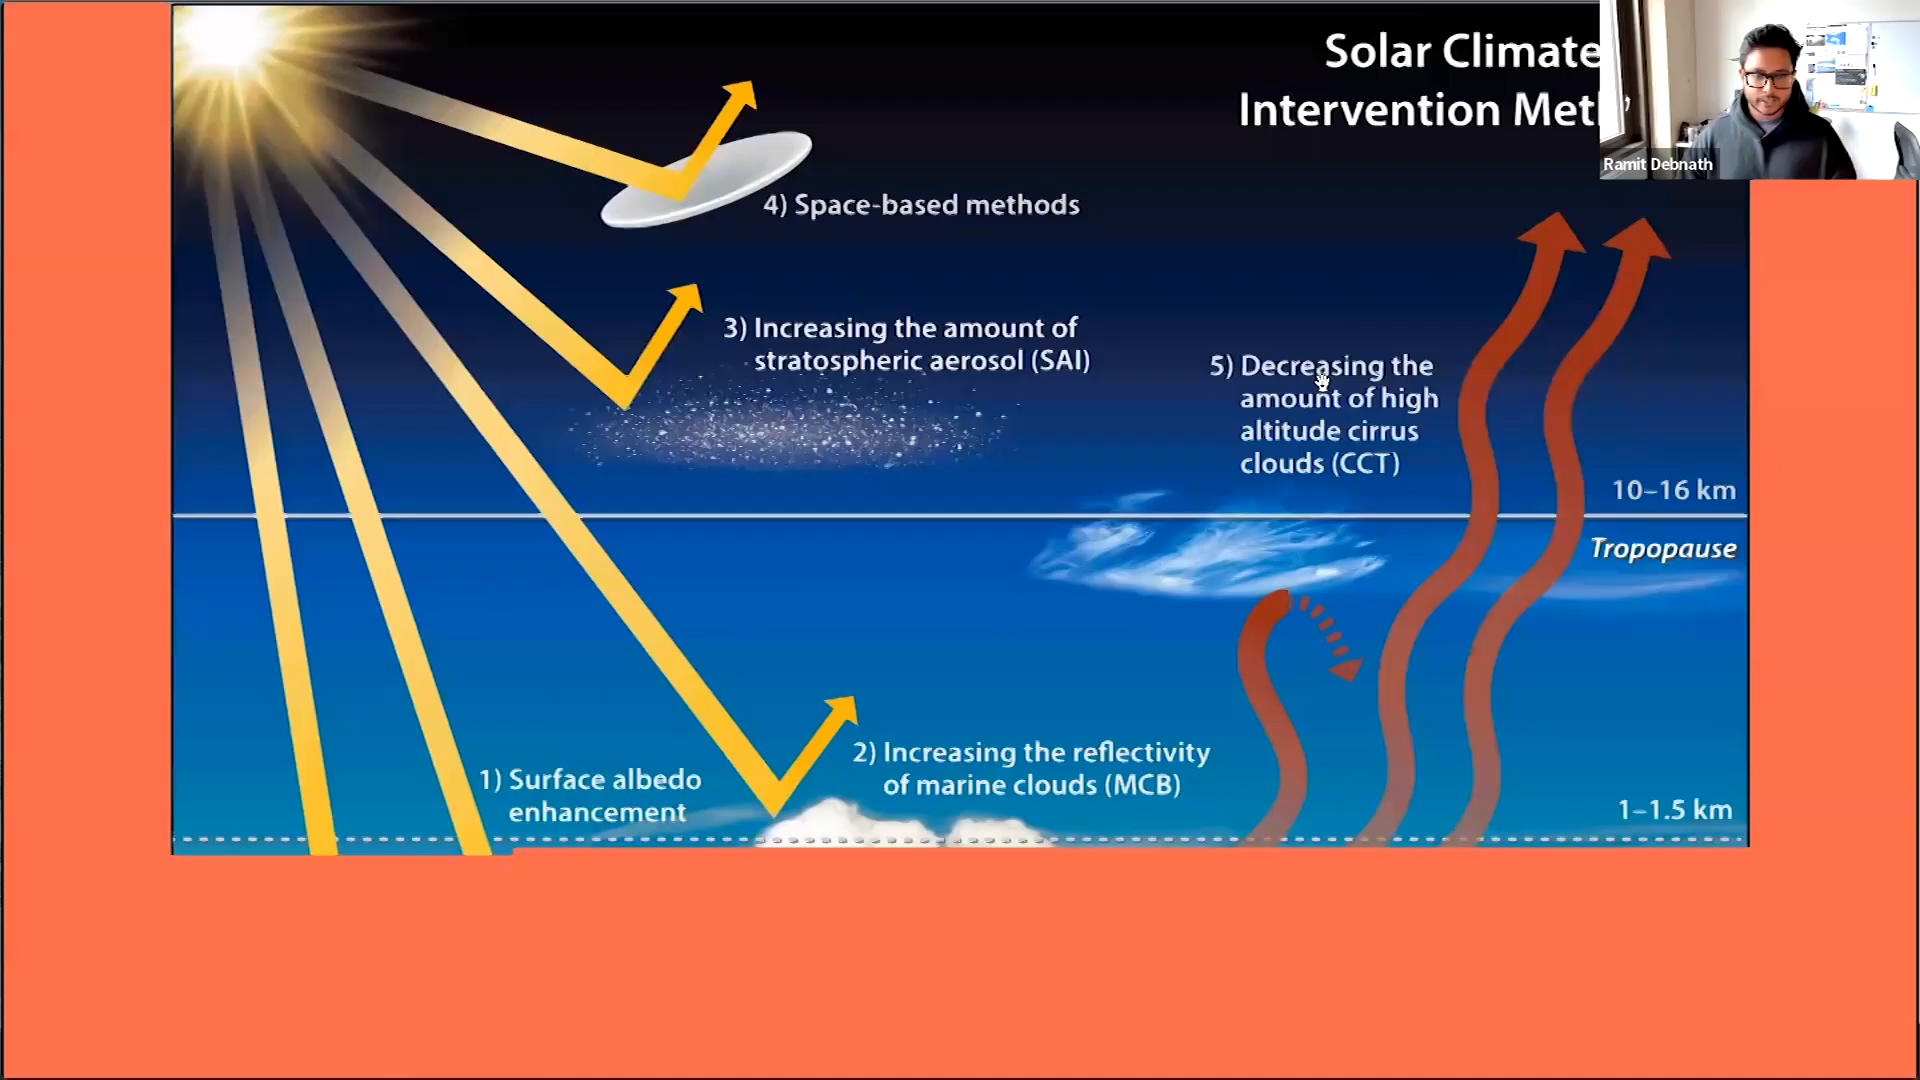 Solar Climate
Intervention
Ramit Debnath
4) Space-based methods
3) Increasing the amount of
stratospheric aerosol (SAI)
5) Decreasing the
amount of high
altitude cirrus
clouds (CCT)
10–16 km
Tropopause
2) Increasing the reflectivity
of marine clouds (MCB)
1) Surface albedo
enhancement
1–1.5 km